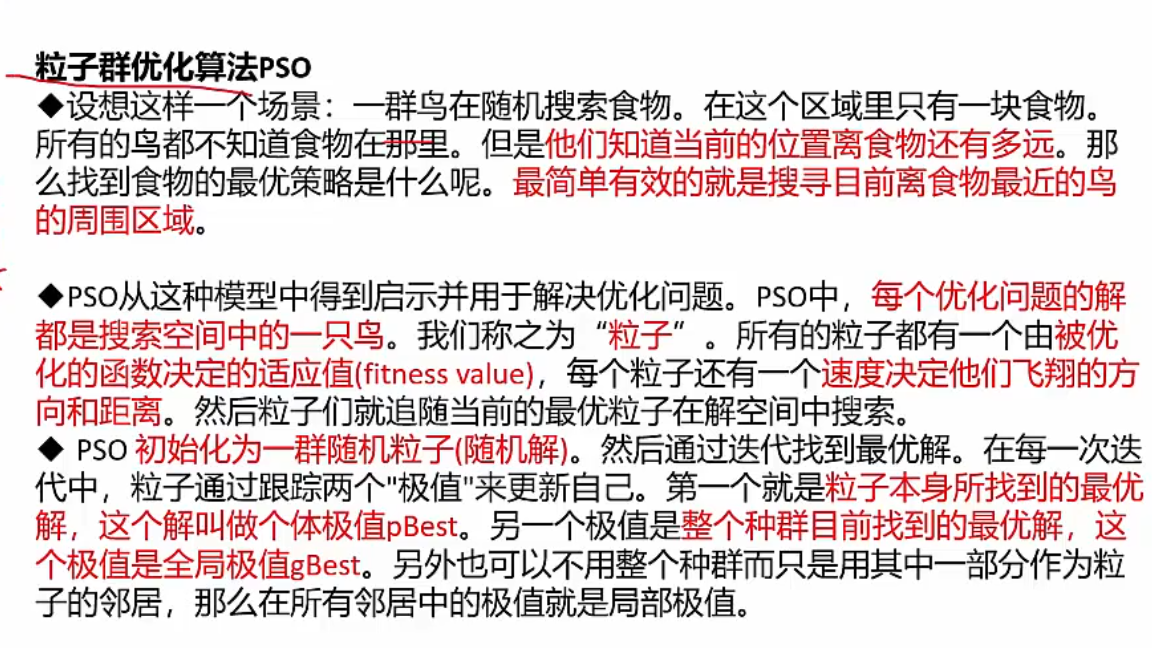 粒子群优化算法PSO
◆设想这样一个场景：一群鸟在随机搜索食物。在这个区域里只有一块食物。
所有的鸟都不知道食物在那里。但是他们知道当前的位置离食物还有多远。那
么找到食物的最优策略是什么呢。最简单有效的就是搜寻目前离食物最近的鸟
的周围区域。
◆PSO从这种模型中得到启示并用于解决优化问题。PSO中，每个优化问题的解
都是搜索空间中的一只鸟。我们称之为“粒子”。所有的粒子都有一个由被优
化的函数决定的适应值(fitness value)，每个粒子还有一个速度决定他们飞翔的方
向和距离。然后粒子们就追随当前的最优粒子在解空间中搜索。
◆ PSO 初始化为一群随机粒子(随机解)。然后通过迭代找到最优解。在每一次迭
代中，粒子通过跟踪两个"极值"来更新自己。第一个就是粒子本身所找到的最优
解，这个解叫做个体极值pBest。另一个极值是整个种群目前找到的最优解，这
个极值是全局极值gBest。另外也可以不用整个种群而只是用其中一部分作为粒
子的邻居，那么在所有邻居中的极值就是局部极值。